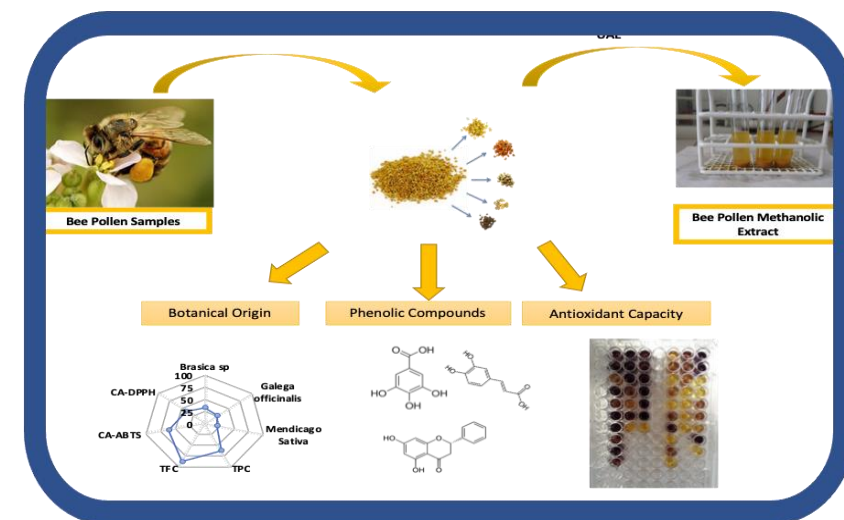 Bee Pollen Samples
Bee Pollen Methanolic
Extract
Botanical Origin
Phenolic Compounds
Antioxidant Capacity
Brasica sp
100
75
50
25
0
Galega
officinalis
Mendicago
Sativa
TPC
TFC
CA-ABTS
CA-DPPH
O
OH
HO
OH
OH
HO
HO
O
OH
HO
O
OH
O